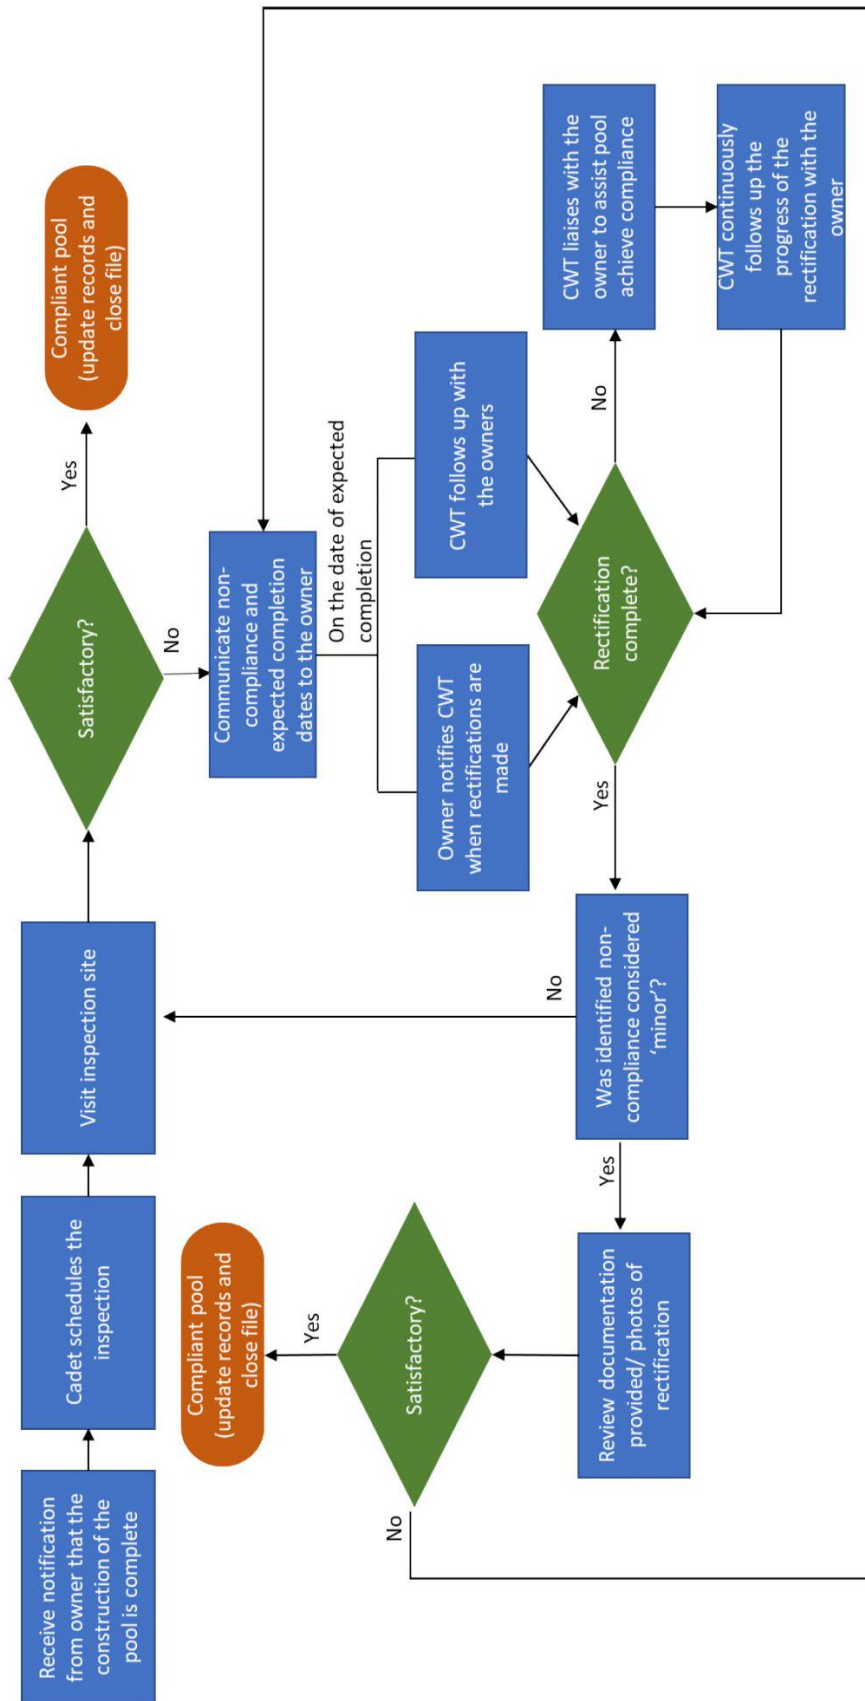 Receive notification
from owner that the
construction of the
pool is complete
Cadet schedules the
inspection
Visit inspection site
Satisfactory?
Yes
Compliant pool
(update records and
close file)
No
Communicate non-
compliance and
expected completion
dates to the owner
On the date of expected
completion
Owner notifies CWT
when rectifications are
made
CWT follows up with
the owners
Rectification
complete?
No
CWT liaises with the
owner to assist pool
achieve compliance
CWT continuously
follows up the
progress of the
rectification with the
owner
Yes
Was identified non-
compliance considered
‘minor’?
No
Yes
Review documentation
provided/ photos of
rectification
Satisfactory?
Yes
Compliant pool
(update records and
close file)
No